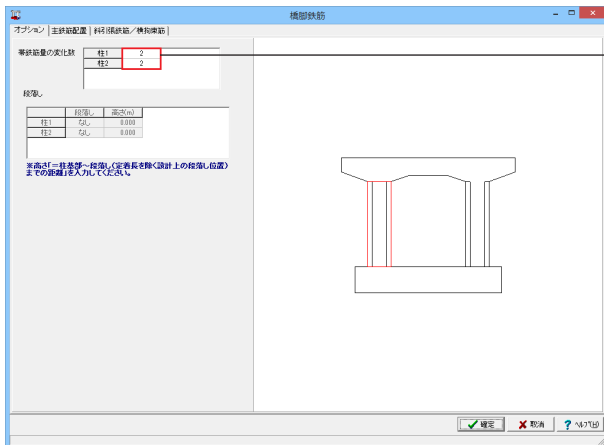 橋脚鉄筋
オプション 主鉄筋配置 斜引張鉄筋／横拘束筋
帯鉄筋量の変化数
柱1 2
柱2 2
段落し
段落し 高さ(m)
柱1 なし 0.000
柱2 なし 0.000
※高さ「＝柱基部～段落し(定着長を除く設計上の段落し位置)
までの距離」を入力してください。
確定 取消 ? ヘルプ(H)